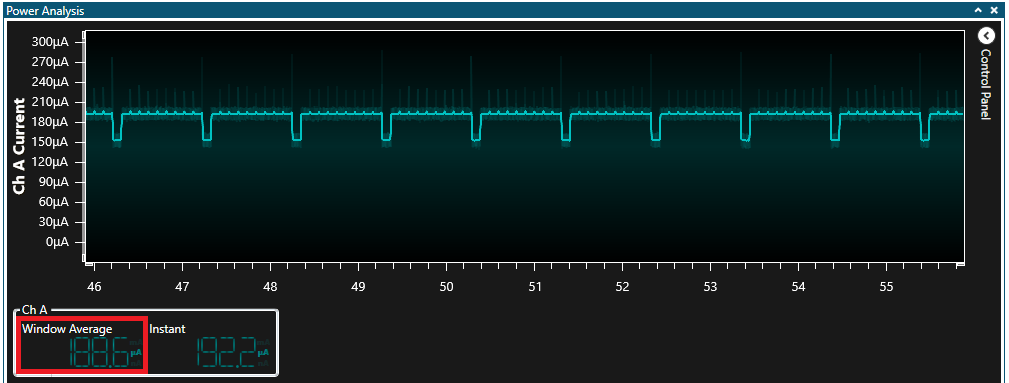 Power Analysis
Control Panel
Ch A Current
300µA
270µA
240µA
210µA
180µA
150µA
120µA
90µA
60µA
30µA
0µA
46 47 48 49 50 51 52 53 54 55
Ch A
Window Average Instant
188.6 µA 192.2 µA